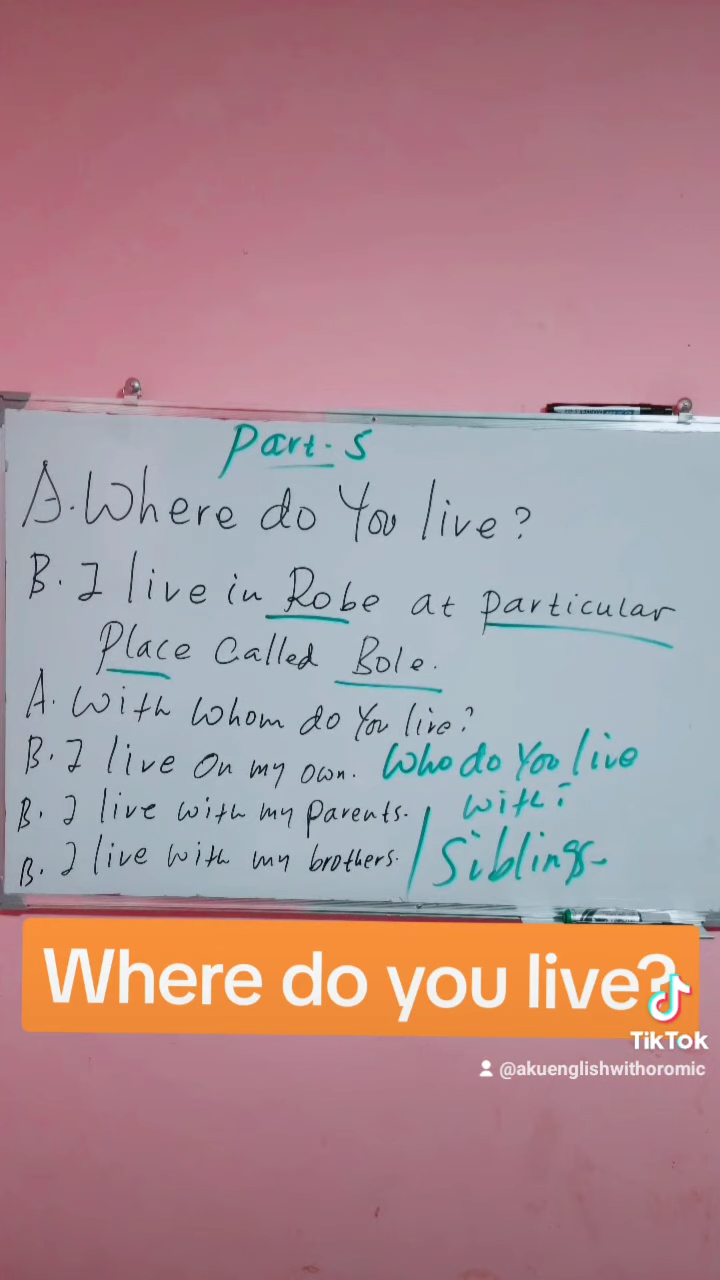 Part. 5
A. Where do You live?
B. I live in Robe at particular
Place Called Bole.
A. With Whom do You live?
B. I live On my own. Who do You live
with?
B. I live with my Parents.
B. I live with my brothers. / Siblings
Where do you live?
TikTok
@akuenglishwithoromic